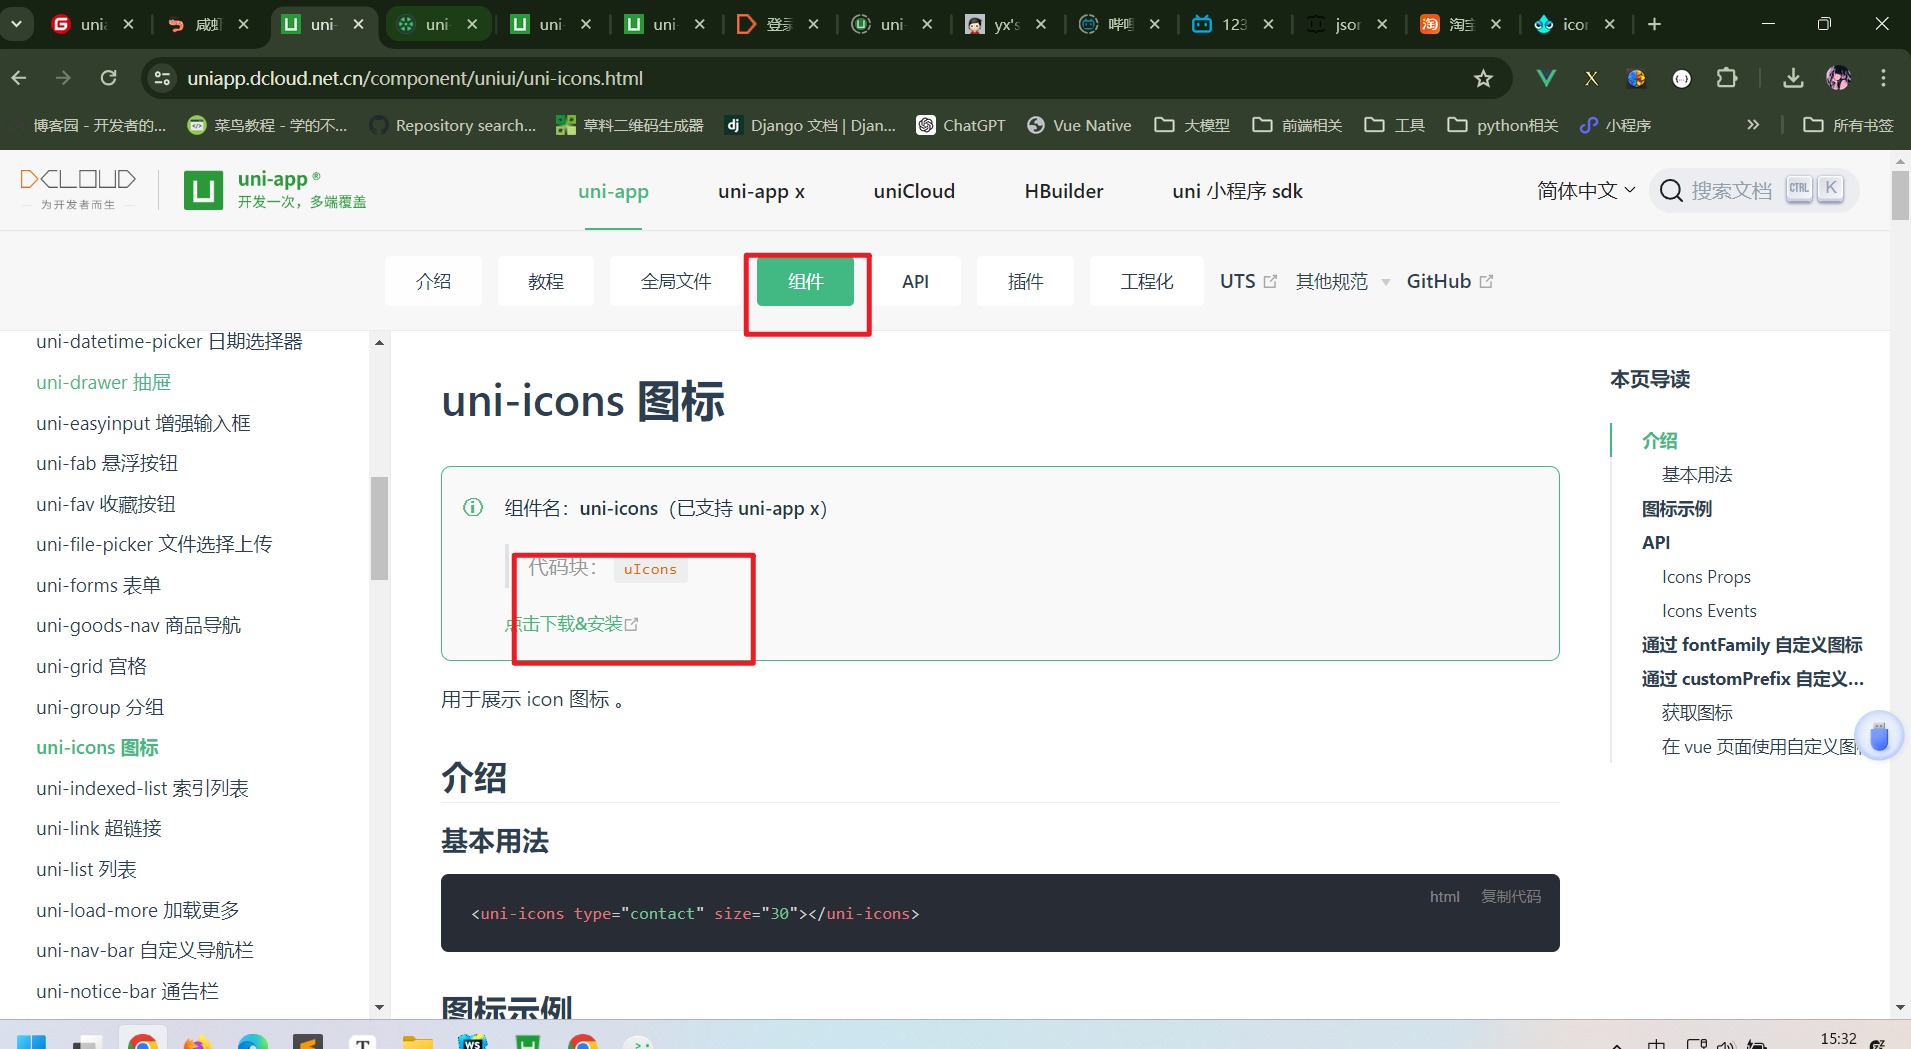 unia
咸虾
uni-
uni-
uni-
uni-
登录
uni-
yx's
哔哩
123
json
淘宝
icon
uniapp.dcloud.net.cn/component/uniui/uni-icons.html
博客园 - 开发者的...
菜鸟教程 - 学的不...
Repository search...
草料二维码生成器
Django 文档 | Djan...
ChatGPT
Vue Native
大模型
前端相关
工具
python相关
小程序
所有书签
DCLOUD
为开发者而生
uni-app ®
开发一次，多端覆盖
uni-app
uni-app x
uniCloud
HBuilder
uni 小程序 sdk
简体中文
搜索文档
CTRL
K
介绍
教程
全局文件
组件
API
插件
工程化
UTS
其他规范
GitHub
uni-datetime-picker 日期选择器
uni-drawer 抽屉
uni-easyinput 增强输入框
uni-fab 悬浮按钮
uni-fav 收藏按钮
uni-file-picker 文件选择上传
uni-forms 表单
uni-goods-nav 商品导航
uni-grid 宫格
uni-group 分组
uni-icons 图标
uni-indexed-list 索引列表
uni-link 超链接
uni-list 列表
uni-load-more 加载更多
uni-nav-bar 自定义导航栏
uni-notice-bar 通告栏
uni-icons 图标
组件名：uni-icons（已支持 uni-app x）
代码块： uIcons
点击下载&安装
用于展示 icon 图标 。
介绍
基本用法
html
复制代码
<uni-icons type="contact" size="30"></uni-icons>
图标示例
本页导读
介绍
基本用法
图标示例
API
Icons Props
Icons Events
通过 fontFamily 自定义图标
通过 customPrefix 自定义...
获取图标
在 vue 页面使用自定义图标
中
15:32